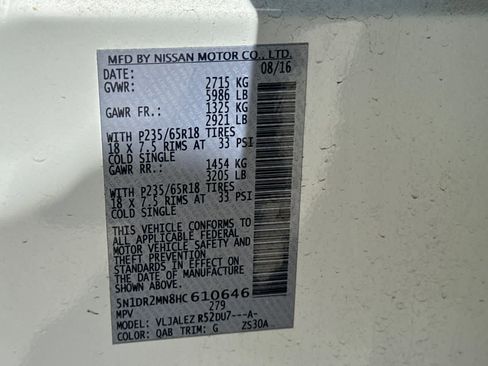 MFD BY NISSAN MOTOR CO., LTD.
DATE: 08/16
GVWR: 2715 KG
5986 LB
GAWR FR.: 1325 KG
2921 LB
WITH P235/65R18 TIRES
18 X 7.5 RIMS AT 33 PSI
COLD SINGLE
GAWR RR.: 1454 KG
3205 LB
WITH P235/65R18 TIRES
18 X 7.5 RIMS AT 33 PSI
COLD SINGLE
THIS VEHICLE CONFORMS TO
ALL APPLICABLE FEDERAL
MOTOR VEHICLE SAFETY AND
THEFT PREVENTION
STANDARDS IN EFFECT ON
THE DATE OF MANUFACTURE
5N1DR2MN8HC610646
MPV 279
MODEL: VLJALEZ R52DU7---A-
COLOR: QAB TRIM: G ZS30A